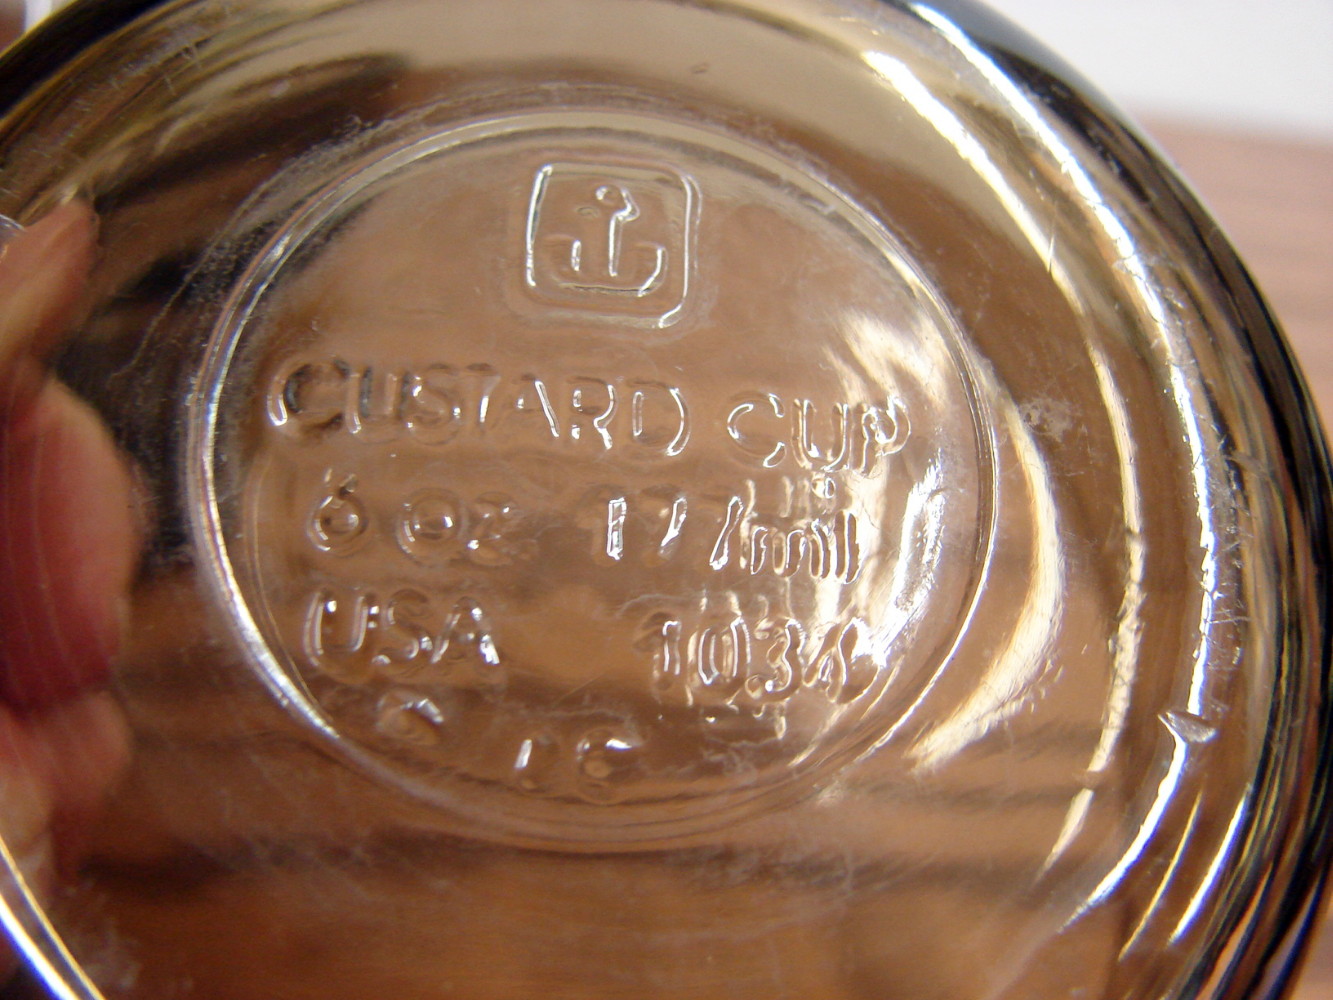 CUSTARD CUP
6 oz 177ml
USA 1034